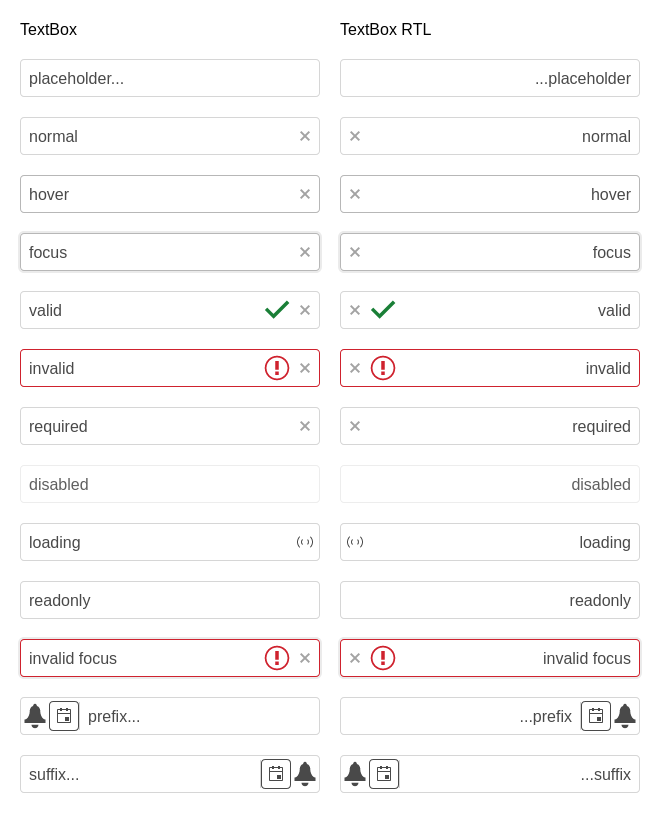 TextBox TextBox RTL
placeholder... ...placeholder
normal normal
hover hover
focus focus
valid valid
invalid invalid
required required
disabled disabled
loading loading
readonly readonly
invalid focus invalid focus
prefix... ...prefix
suffix... ...suffix